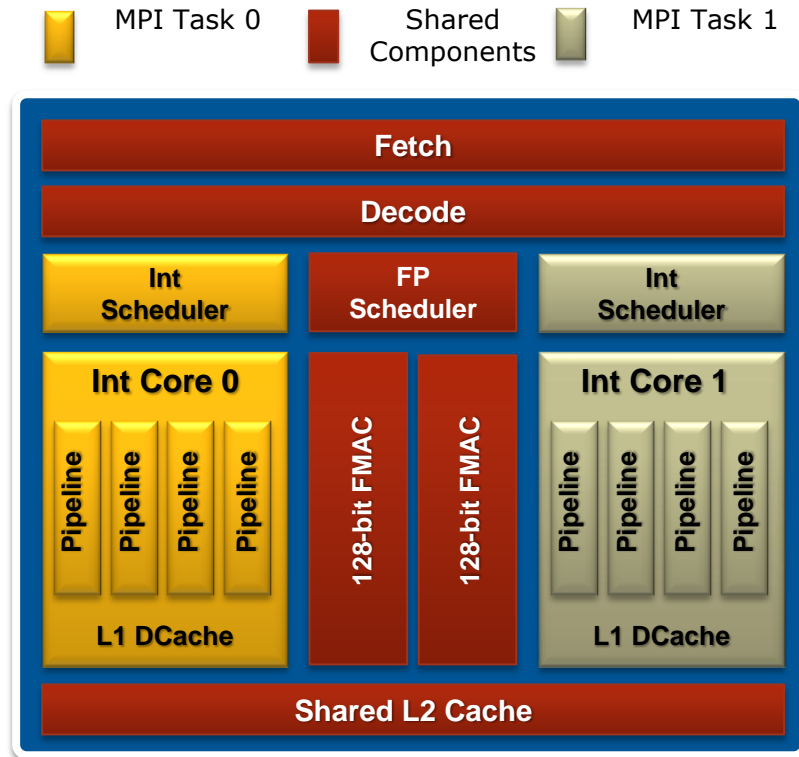 MPI Task 0
Shared
Components
MPI Task 1
Fetch
Decode
Int
Scheduler
FP
Scheduler
Int
Scheduler
Int Core 0
Pipeline
Pipeline
Pipeline
Pipeline
L1 DCache
128-bit FMAC
128-bit FMAC
Int Core 1
Pipeline
Pipeline
Pipeline
Pipeline
L1 DCache
Shared L2 Cache